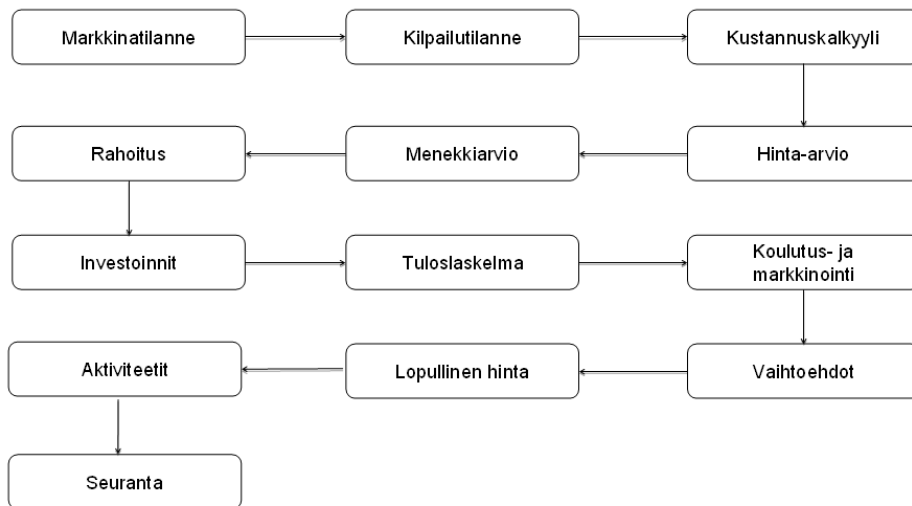 Markkinatilanne
Kilpailutilanne
Kustannuskalkyyli
Hinta-arvio
Menekkiarvio
Rahoitus
Investoinnit
Tuloslaskelma
Koulutus- ja
markkinointi
Vaihtoehdot
Lopullinen hinta
Aktiviteetit
Seuranta